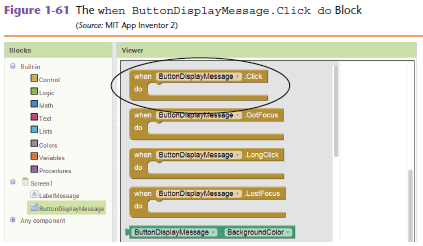 Figure 1-61 The when ButtonDisplayMessage.Click do Block
(Source: MIT App Inventor 2)
Blocks
Viewer
Built-in
Control
Logic
Math
Text
Lists
Colors
Variables
Procedures
Screen1
LabelMessage
ButtonDisplayMessage
Any component
when ButtonDisplayMessage .Click
do
when ButtonDisplayMessage .GotFocus
do
when ButtonDisplayMessage .LongClick
do
when ButtonDisplayMessage .LostFocus
do
ButtonDisplayMessage . BackgroundColor